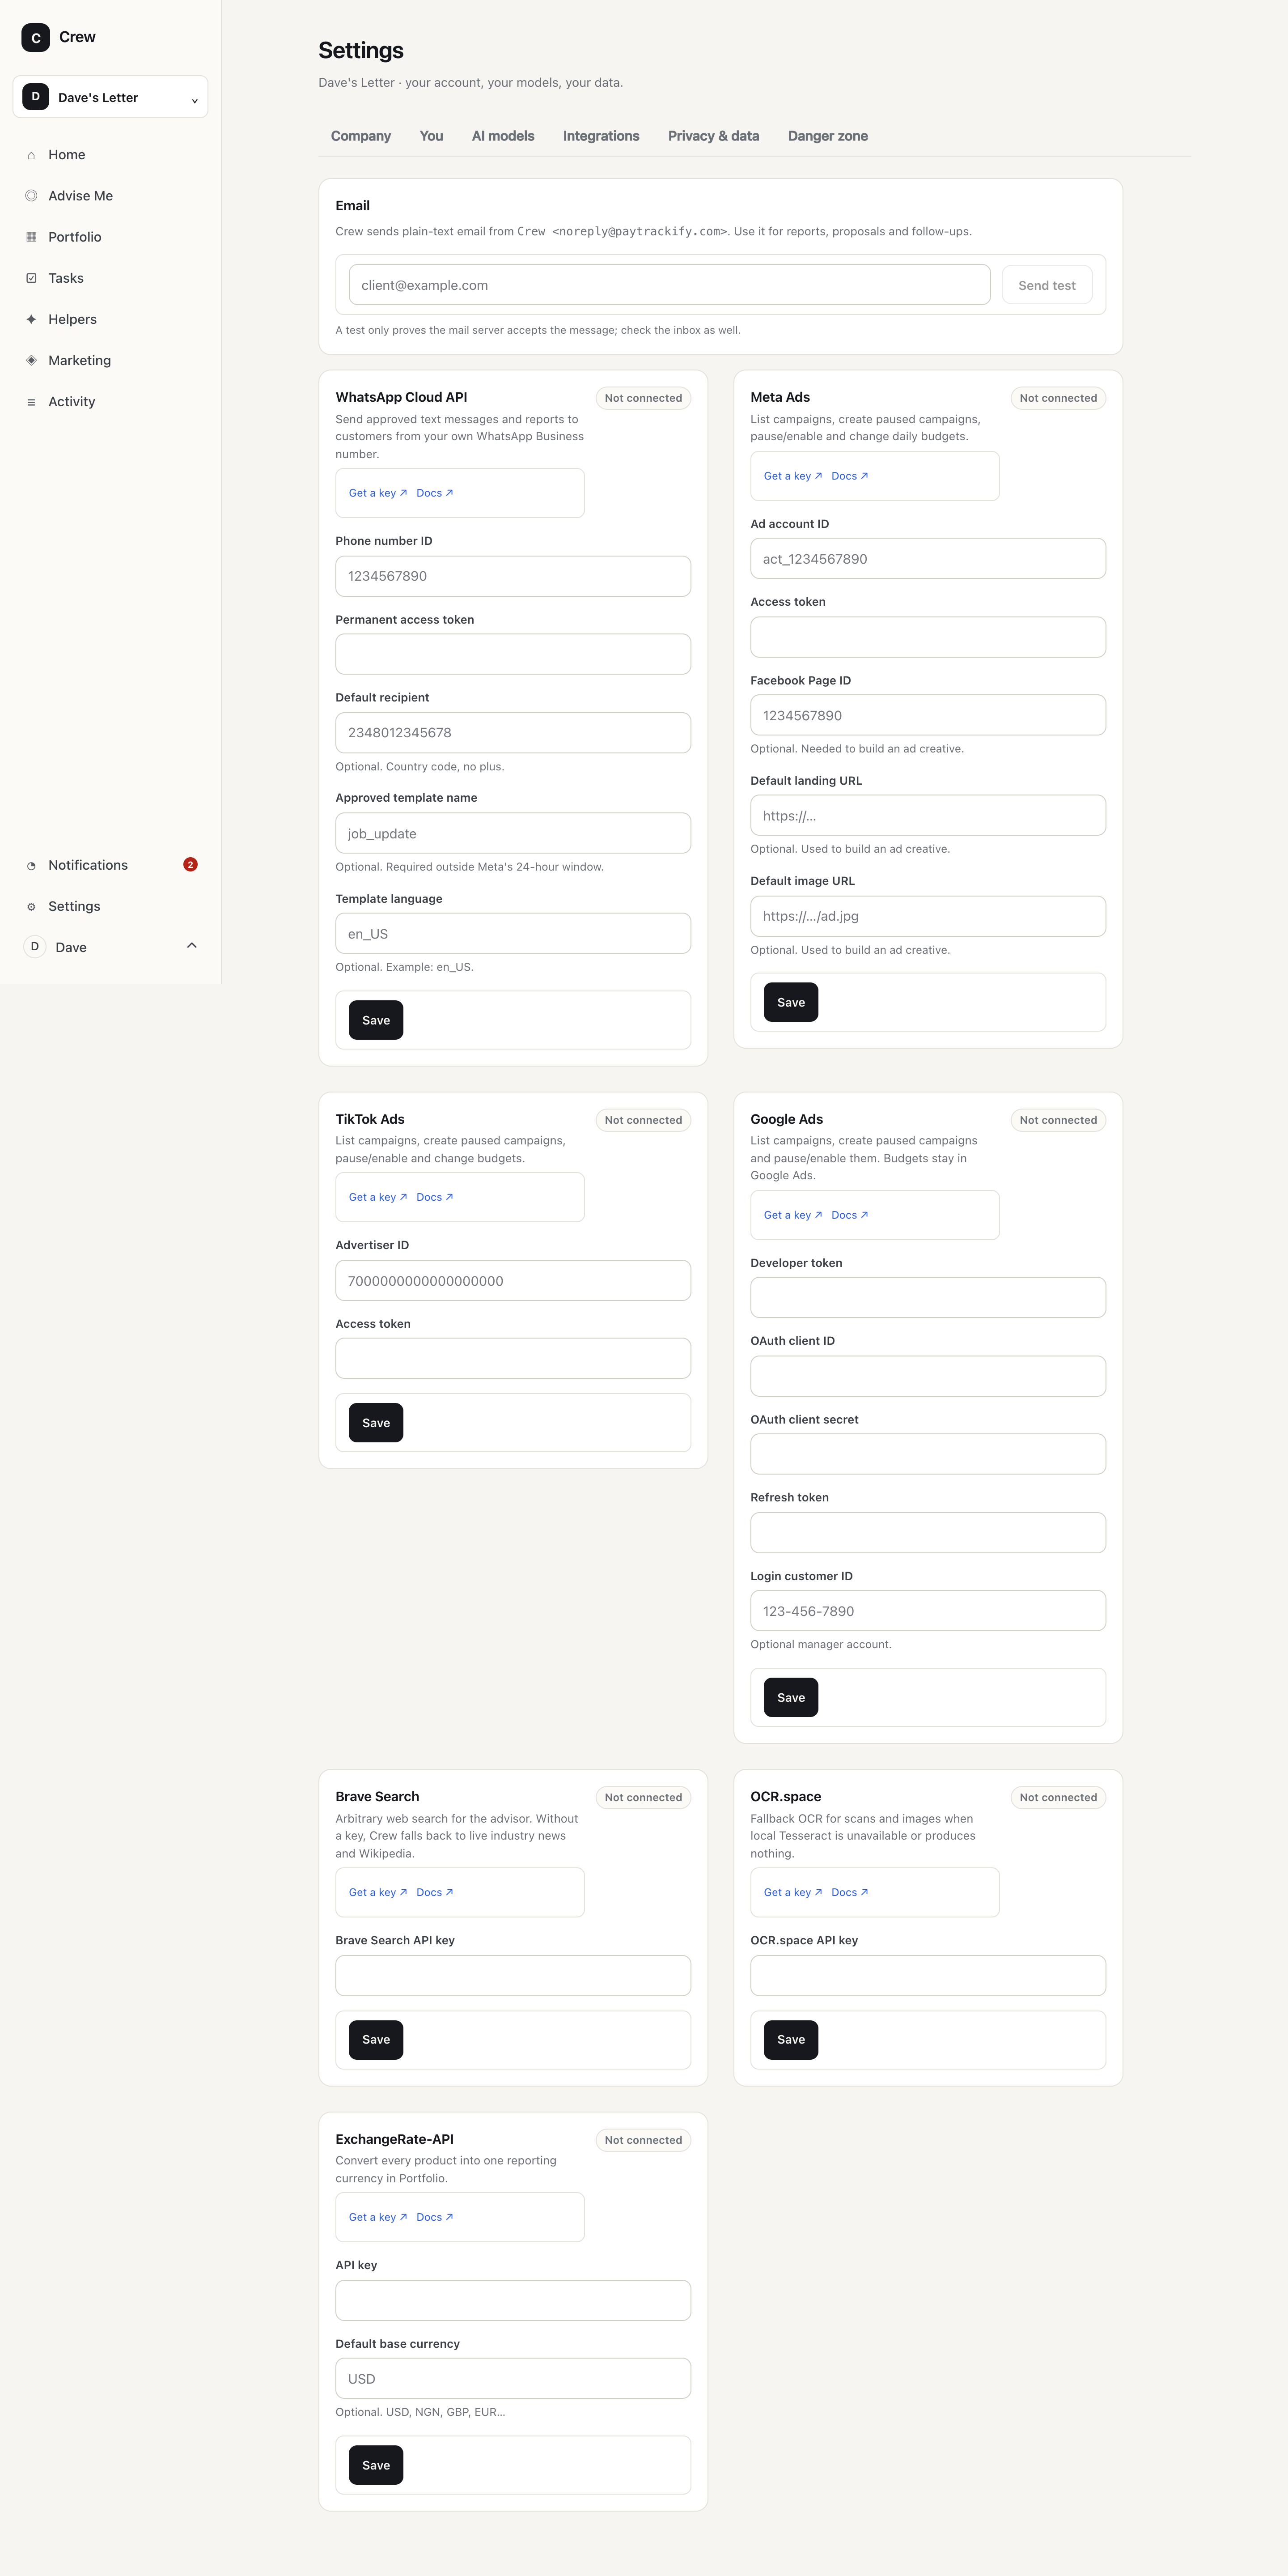 C Crew
D Dave's Letter
Home
Advise Me
Portfolio
Tasks
Helpers
Marketing
Activity
Notifications 2
Settings
D Dave
Settings
Dave's Letter · your account, your models, your data.
Company You AI models Integrations Privacy & data Danger zone
Email
Crew sends plain-text email from Crew <noreply@paytrackify.com>. Use it for reports, proposals and follow-ups.
client@example.com Send test
A test only proves the mail server accepts the message; check the inbox as well.
WhatsApp Cloud API Not connected
Send approved text messages and reports to
customers from your own WhatsApp Business
number.
Get a key ↗ Docs ↗
Phone number ID
1234567890
Permanent access token
Default recipient
2348012345678
Optional. Country code, no plus.
Approved template name
job_update
Optional. Required outside Meta's 24-hour window.
Template language
en_US
Optional. Example: en_US.
Save
Meta Ads Not connected
List campaigns, create paused campaigns,
pause/enable and change daily budgets.
Get a key ↗ Docs ↗
Ad account ID
act_1234567890
Access token
Facebook Page ID
1234567890
Optional. Needed to build an ad creative.
Default landing URL
https://...
Optional. Used to build an ad creative.
Default image URL
https://.../ad.jpg
Optional. Used to build an ad creative.
Save
TikTok Ads Not connected
List campaigns, create paused campaigns,
pause/enable and change budgets.
Get a key ↗ Docs ↗
Advertiser ID
7000000000000000000
Access token
Save
Google Ads Not connected
List campaigns, create paused campaigns
and pause/enable them. Budgets stay in
Google Ads.
Get a key ↗ Docs ↗
Developer token
OAuth client ID
OAuth client secret
Refresh token
Login customer ID
123-456-7890
Optional manager account.
Save
Brave Search Not connected
Arbitrary web search for the advisor. Without
a key, Crew falls back to live industry news
and Wikipedia.
Get a key ↗ Docs ↗
Brave Search API key
Save
OCR.space Not connected
Fallback OCR for scans and images when
local Tesseract is unavailable or produces
nothing.
Get a key ↗ Docs ↗
OCR.space API key
Save
ExchangeRate-API Not connected
Convert every product into one reporting
currency in Portfolio.
Get a key ↗ Docs ↗
API key
Default base currency
USD
Optional. USD, NGN, GBP, EUR...
Save